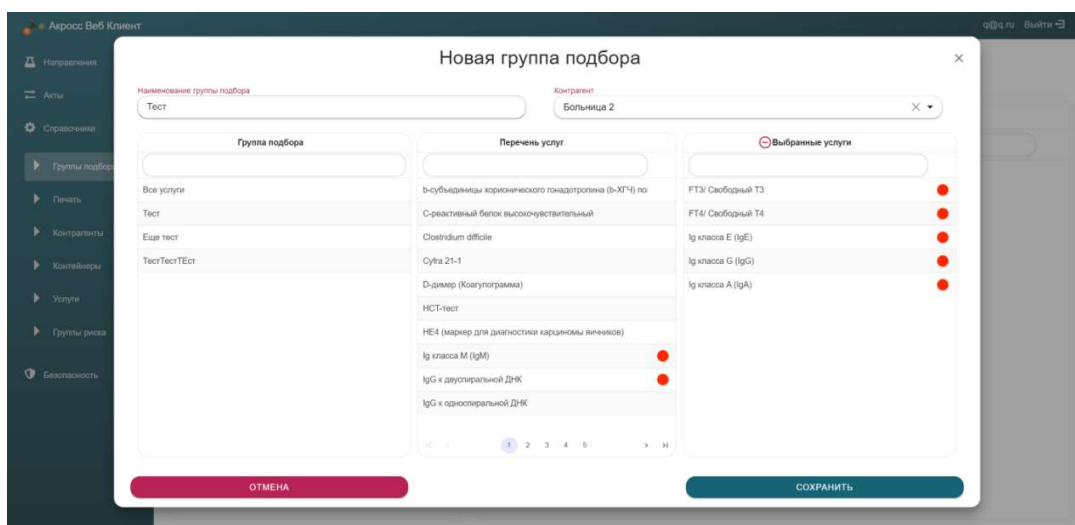 Акросс Веб Клиент
q@q.ru Выйти
Направления
Акты
Справочники
Группы подбора
Печать
Контрагенты
Контейнеры
Услуги
Группы риска
Безопасность
Новая группа подбора
Наименование группы подбора
Тест
Контрагент
Больница 2
Группа подбора
Все услуги
Тест
Еще тест
ТестТестТЕст
Перечень услуг
b-субъединицы хорионического гонадотропина (b-ХГЧ) по
C-реактивный белок высокочувствительный
Clostridium difficile
Cyfra 21-1
D-димер (Коагулограмма)
HCT-тест
HE4 (маркер для диагностики карциномы яичников)
Ig класса M (IgM)
IgG к двуспиральной ДНК
IgG к односпиральной ДНК
1 2 3 4 5
Выбранные услуги
FT3/ Свободный Т3
FT4/ Свободный Т4
Ig класса E (IgE)
Ig класса G (IgG)
Ig класса A (IgA)
ОТМЕНА
СОХРАНИТЬ